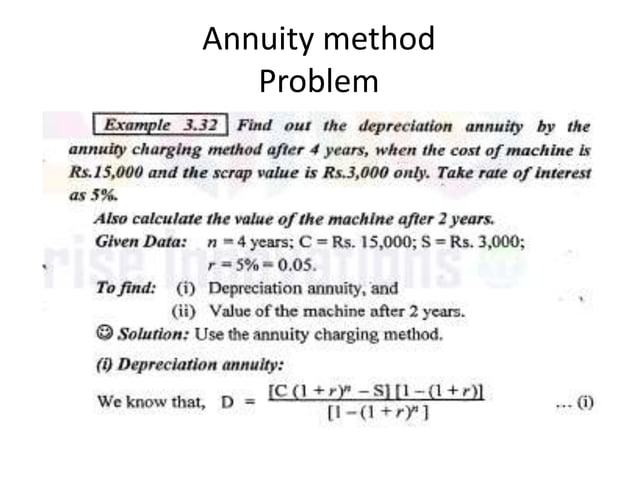 Annuity method
Problem
Example 3.32 Find out the depreciation annuity by the
annuity charging method after 4 years, when the cost of machine is
Rs.15,000 and the scrap value is Rs.3,000 only. Take rate of interest
as 5%.
Also calculate the value of the machine after 2 years.
Given Data: n = 4 years; C = Rs. 15,000; S = Rs. 3,000;
r = 5% = 0.05.
To find: (i) Depreciation annuity, and
(ii) Value of the machine after 2 years.
☺ Solution: Use the annuity charging method.
(i) Depreciation annuity:
We know that, D = [C (1 + r)ⁿ – S] [1 – (1 + r)] / [1 – (1 + r)ⁿ] ... (i)